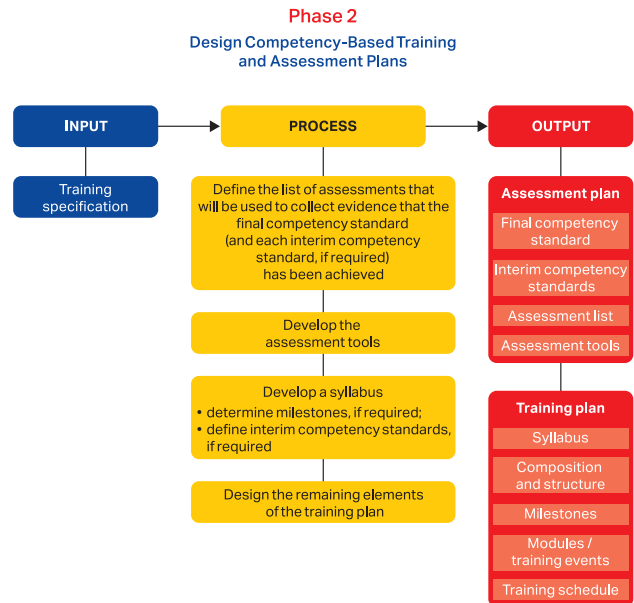 Phase 2
Design Competency-Based Training
and Assessment Plans
INPUT
PROCESS
OUTPUT
Training
specification
Define the list of assessments that
will be used to collect evidence that the
final competency standard
(and each interim competency
standard, if required)
has been achieved
Develop the
assessment tools
Develop a syllabus
• determine milestones, if required;
• define interim competency standards,
if required
Design the remaining elements
of the training plan
Assessment plan
Final competency
standard
Interim competency
standards
Assessment list
Assessment tools
Training plan
Syllabus
Composition
and structure
Milestones
Modules /
training events
Training schedule